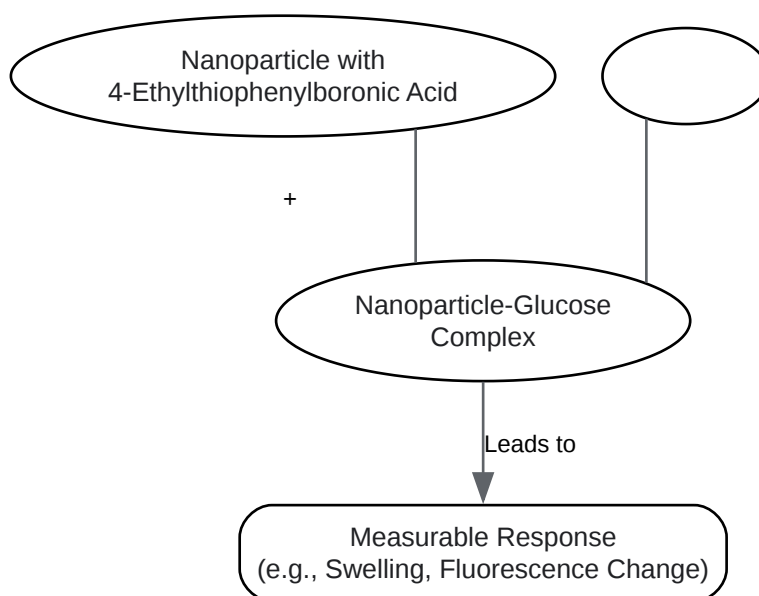 Nanoparticle with
4-Ethylthiophenylboronic Acid
+
Nanoparticle-Glucose
Complex
Leads to
Measurable Response
(e.g., Swelling, Fluorescence Change)